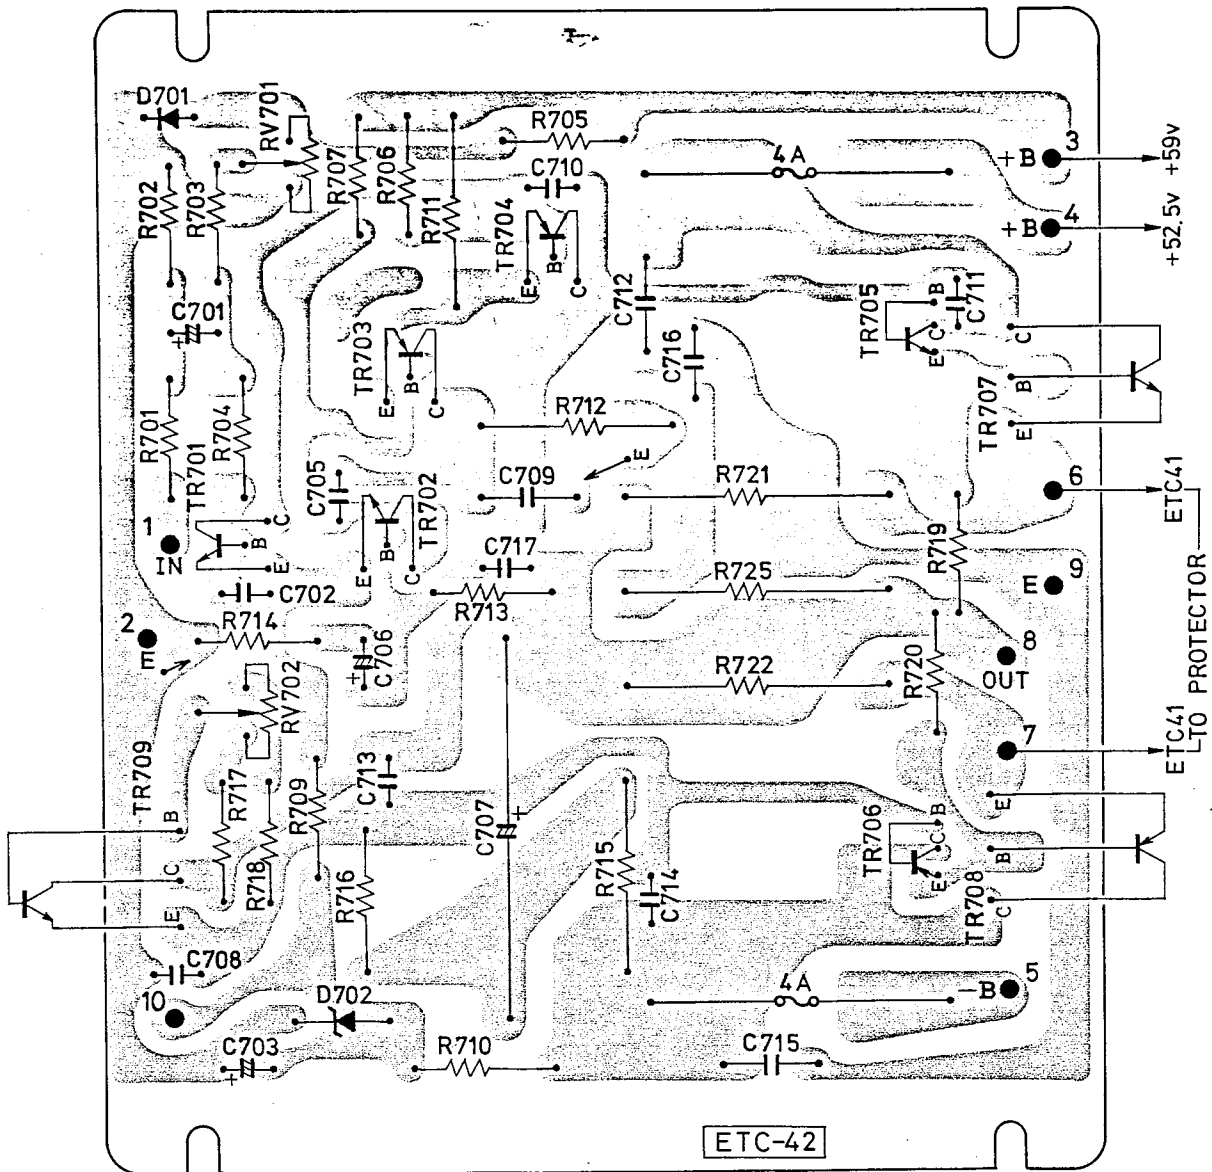 D701
RV701
R705
R702
R703
R707
R706
R711
C710
TR704
E
B
C
4A
+B
3
+59v
+B
4
+52.5v
C701
+
TR703
E
B
C
C712
C716
TR705
B
C
E
C711
C
B
E
TR707
R701
TR701
R704
R712
E
C705
TR702
E
B
C
C709
R721
6
ETC41
1
IN
C
B
E
C717
R719
C702
R713
R725
E
9
2
E
R714
C706
+
R722
R720
8
OUT
TO PROTECTOR
RV702
7
ETC41
TR709
B
C
E
R717
R718
R709
C713
R716
C707
+
R715
C714
TR706
B
C
E
E
B
C
TR708
C708
10
D702
4A
-B
5
C703
+
R710
C715
ETC-42